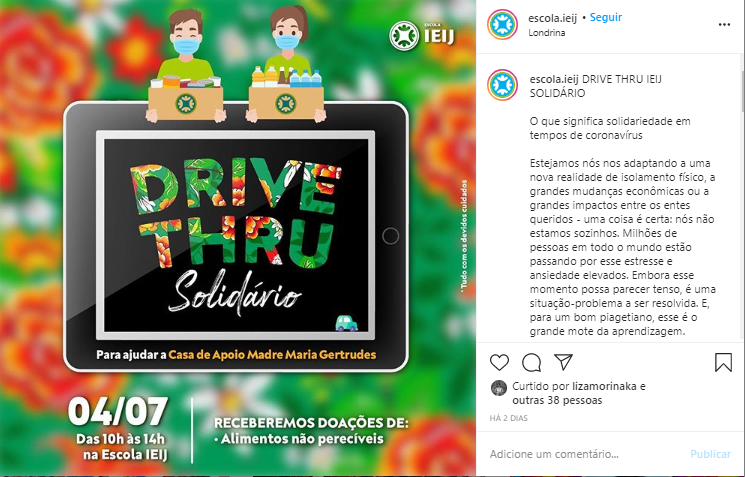 ESCOLA
IEIJ
DRIVE
THRU
Solidário
* Tudo com os devidos cuidados
Para ajudar a Casa de Apoio Madre Maria Gertrudes
04/07
Das 10h às 14h
na Escola IEIJ
RECEBEREMOS DOAÇÕES DE:
• Alimentos não perecíveis
escola.ieij • Seguir
Londrina
escola.ieij DRIVE THRU IEIJ
SOLIDÁRIO
O que significa solidariedade em
tempos de coronavírus
Estejamos nós nos adaptando a uma
nova realidade de isolamento físico, a
grandes mudanças econômicas ou a
grandes impactos entre os entes
queridos - uma coisa é certa: nós não
estamos sozinhos. Milhões de
pessoas em todo o mundo estão
passando por esse estresse e
ansiedade elevados. Embora esse
momento possa parecer tenso, é uma
situação-problema a ser resolvida. E,
para um bom piagetiano, esse é o
grande mote da aprendizagem.
Curtido por lizamorinaka e
outras 38 pessoas
HÁ 2 DIAS
Adicione um comentário...
Publicar